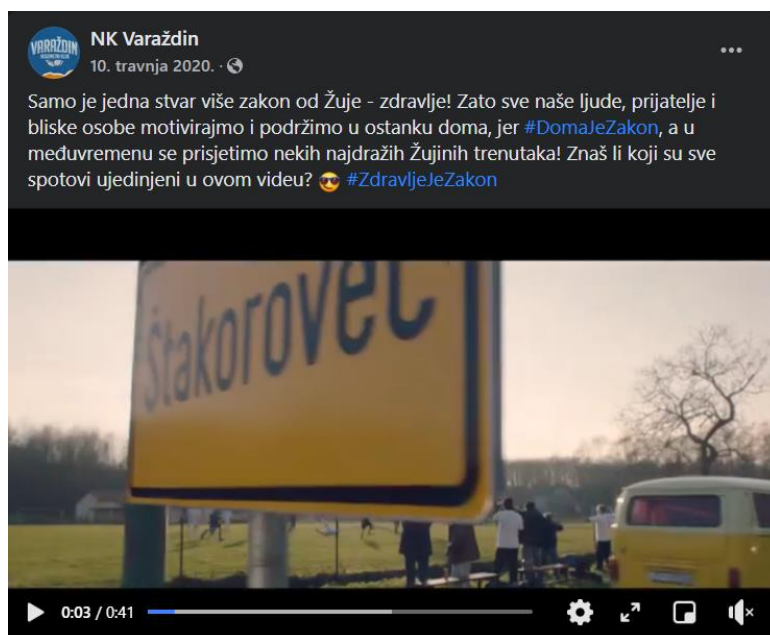 NK Varaždin
10. travnja 2020. ·
Samo je jedna stvar više zakon od Žuje - zdravlje! Zato sve naše ljude, prijatelje i
bliske osobe motivirajmo i podržimo u ostanku doma, jer #DomaJeZakon, a u
međuvremenu se prisjetimo nekih najdražih Žujinih trenutaka! Znaš li koji su sve
spotovi ujedinjeni u ovom videu? 😎 #ZdravljeJeZakon
VARAŽDIN
Štakorovec
0:03 / 0:41